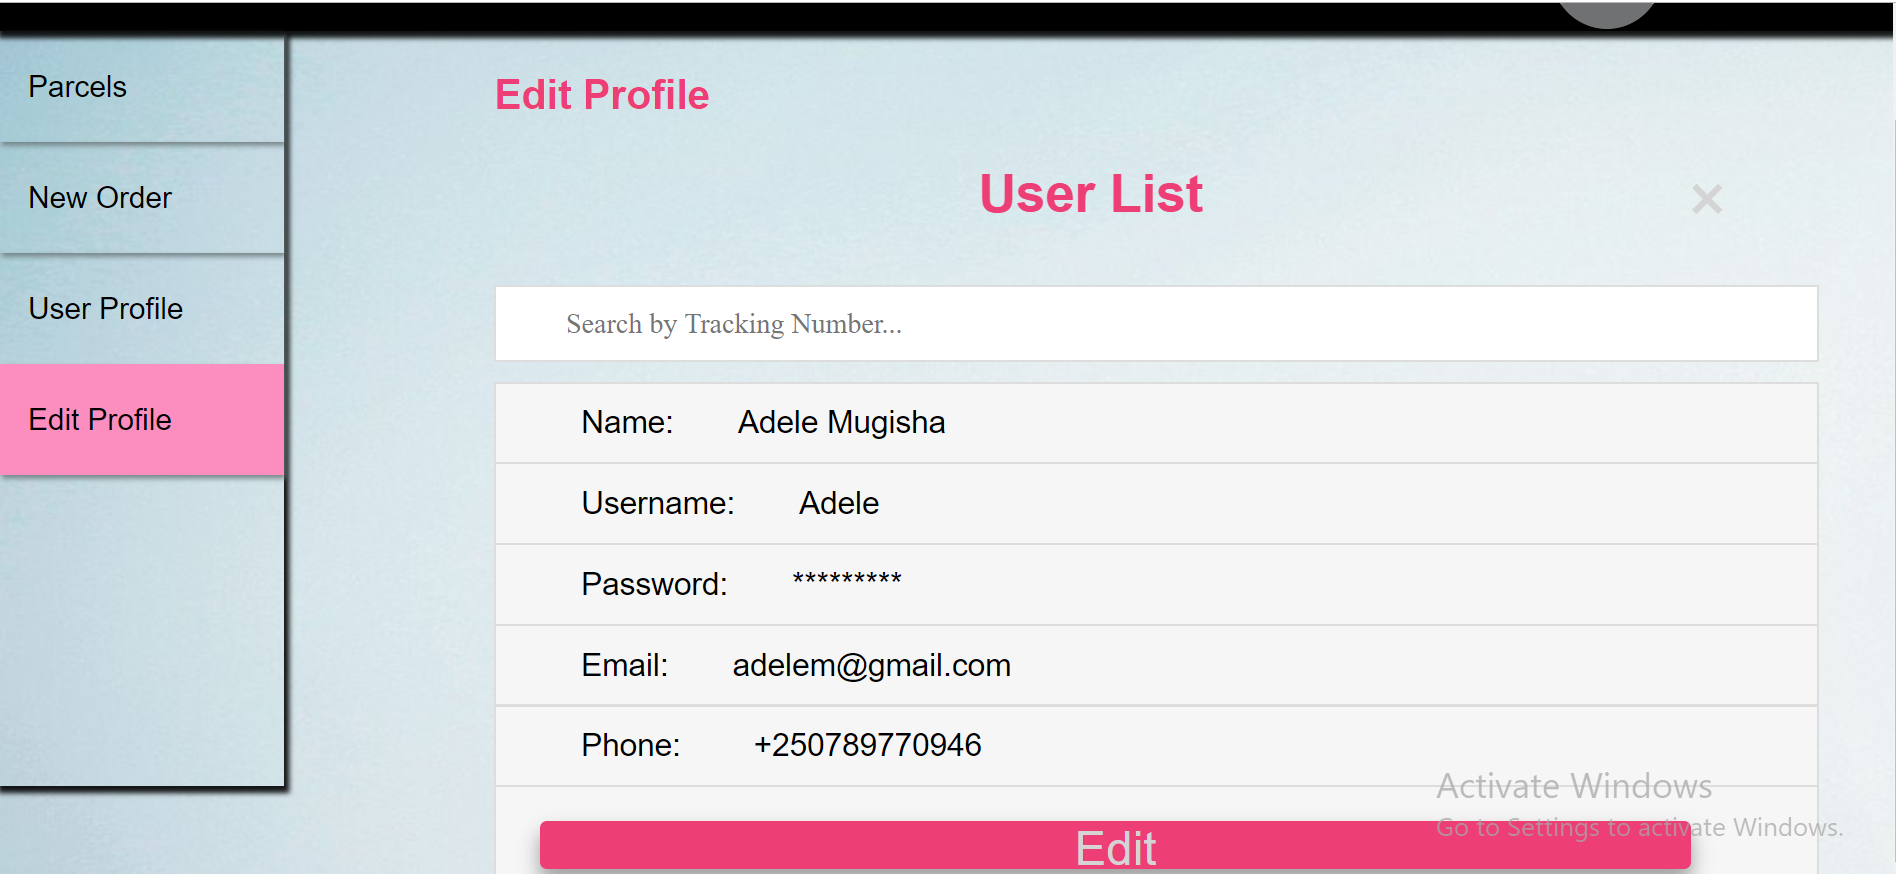 Parcels
New Order
User Profile
Edit Profile
Edit Profile
User List
×
Search by Tracking Number...
Name: Adele Mugisha
Username: Adele
Password: *********
Email: adelem@gmail.com
Phone: +250789770946
Edit
Activate Windows
Go to Settings to activate Windows.